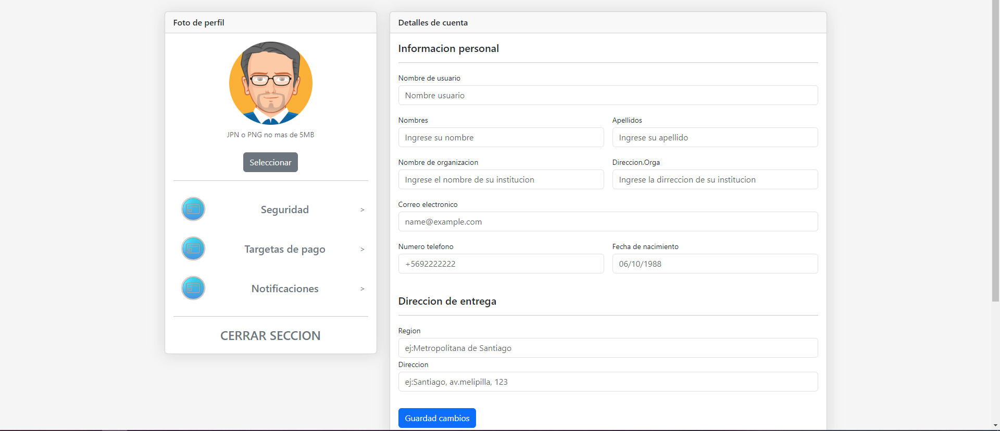 Foto de perfil
JPN o PNG no mas de 5MB
Seleccionar
Seguridad >
Targetas de pago >
Notificaciones >
CERRAR SECCION
Detalles de cuenta
Informacion personal
Nombre de usuario
Nombre usuario
Nombres Apellidos
Ingrese su nombre Ingrese su apellido
Nombre de organizacion Direccion.Orga
Ingrese el nombre de su institucion Ingrese la dirreccion de su institucion
Correo electronico
name@example.com
Numero telefono Fecha de nacimiento
+5692222222 06/10/1988
Direccion de entrega
Region
ej:Metropolitana de Santiago
Direccion
ej:Santiago, av.melipilla, 123
Guardad cambios